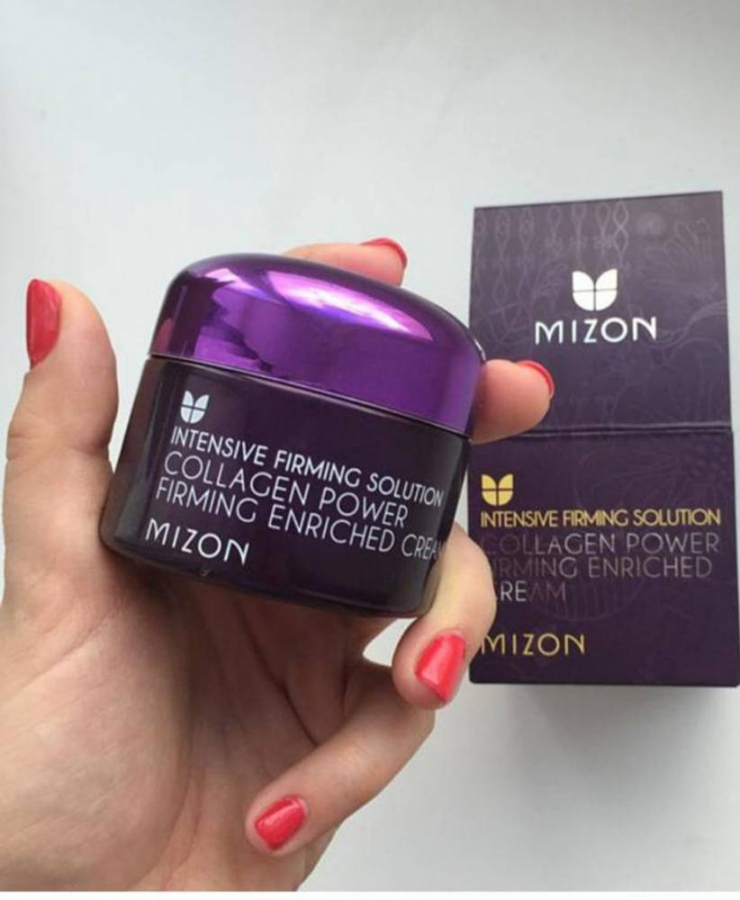 INTENSIVE FIRMING SOLUTION
COLLAGEN POWER
FIRMING ENRICHED CREA
MIZON
MIZON
INTENSIVE FIRMING SOLUTION
COLLAGEN POWER
FIRMING ENRICHED
CREAM
MIZON